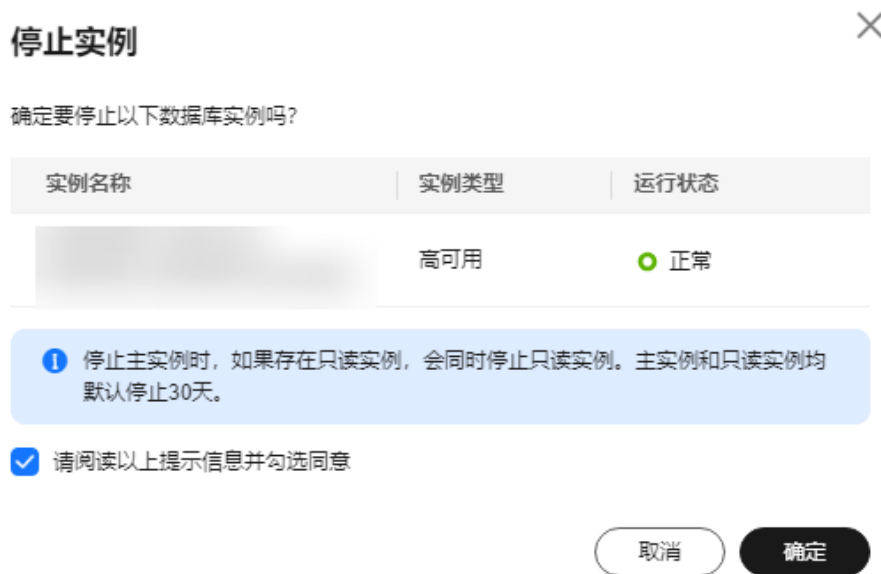 停止实例
确定要停止以下数据库实例吗?
实例名称 实例类型 运行状态
高可用 正常
停止主实例时，如果存在只读实例，会同时停止只读实例。主实例和只读实例均
默认停止30天。
请阅读以上提示信息并勾选同意
取消 确定